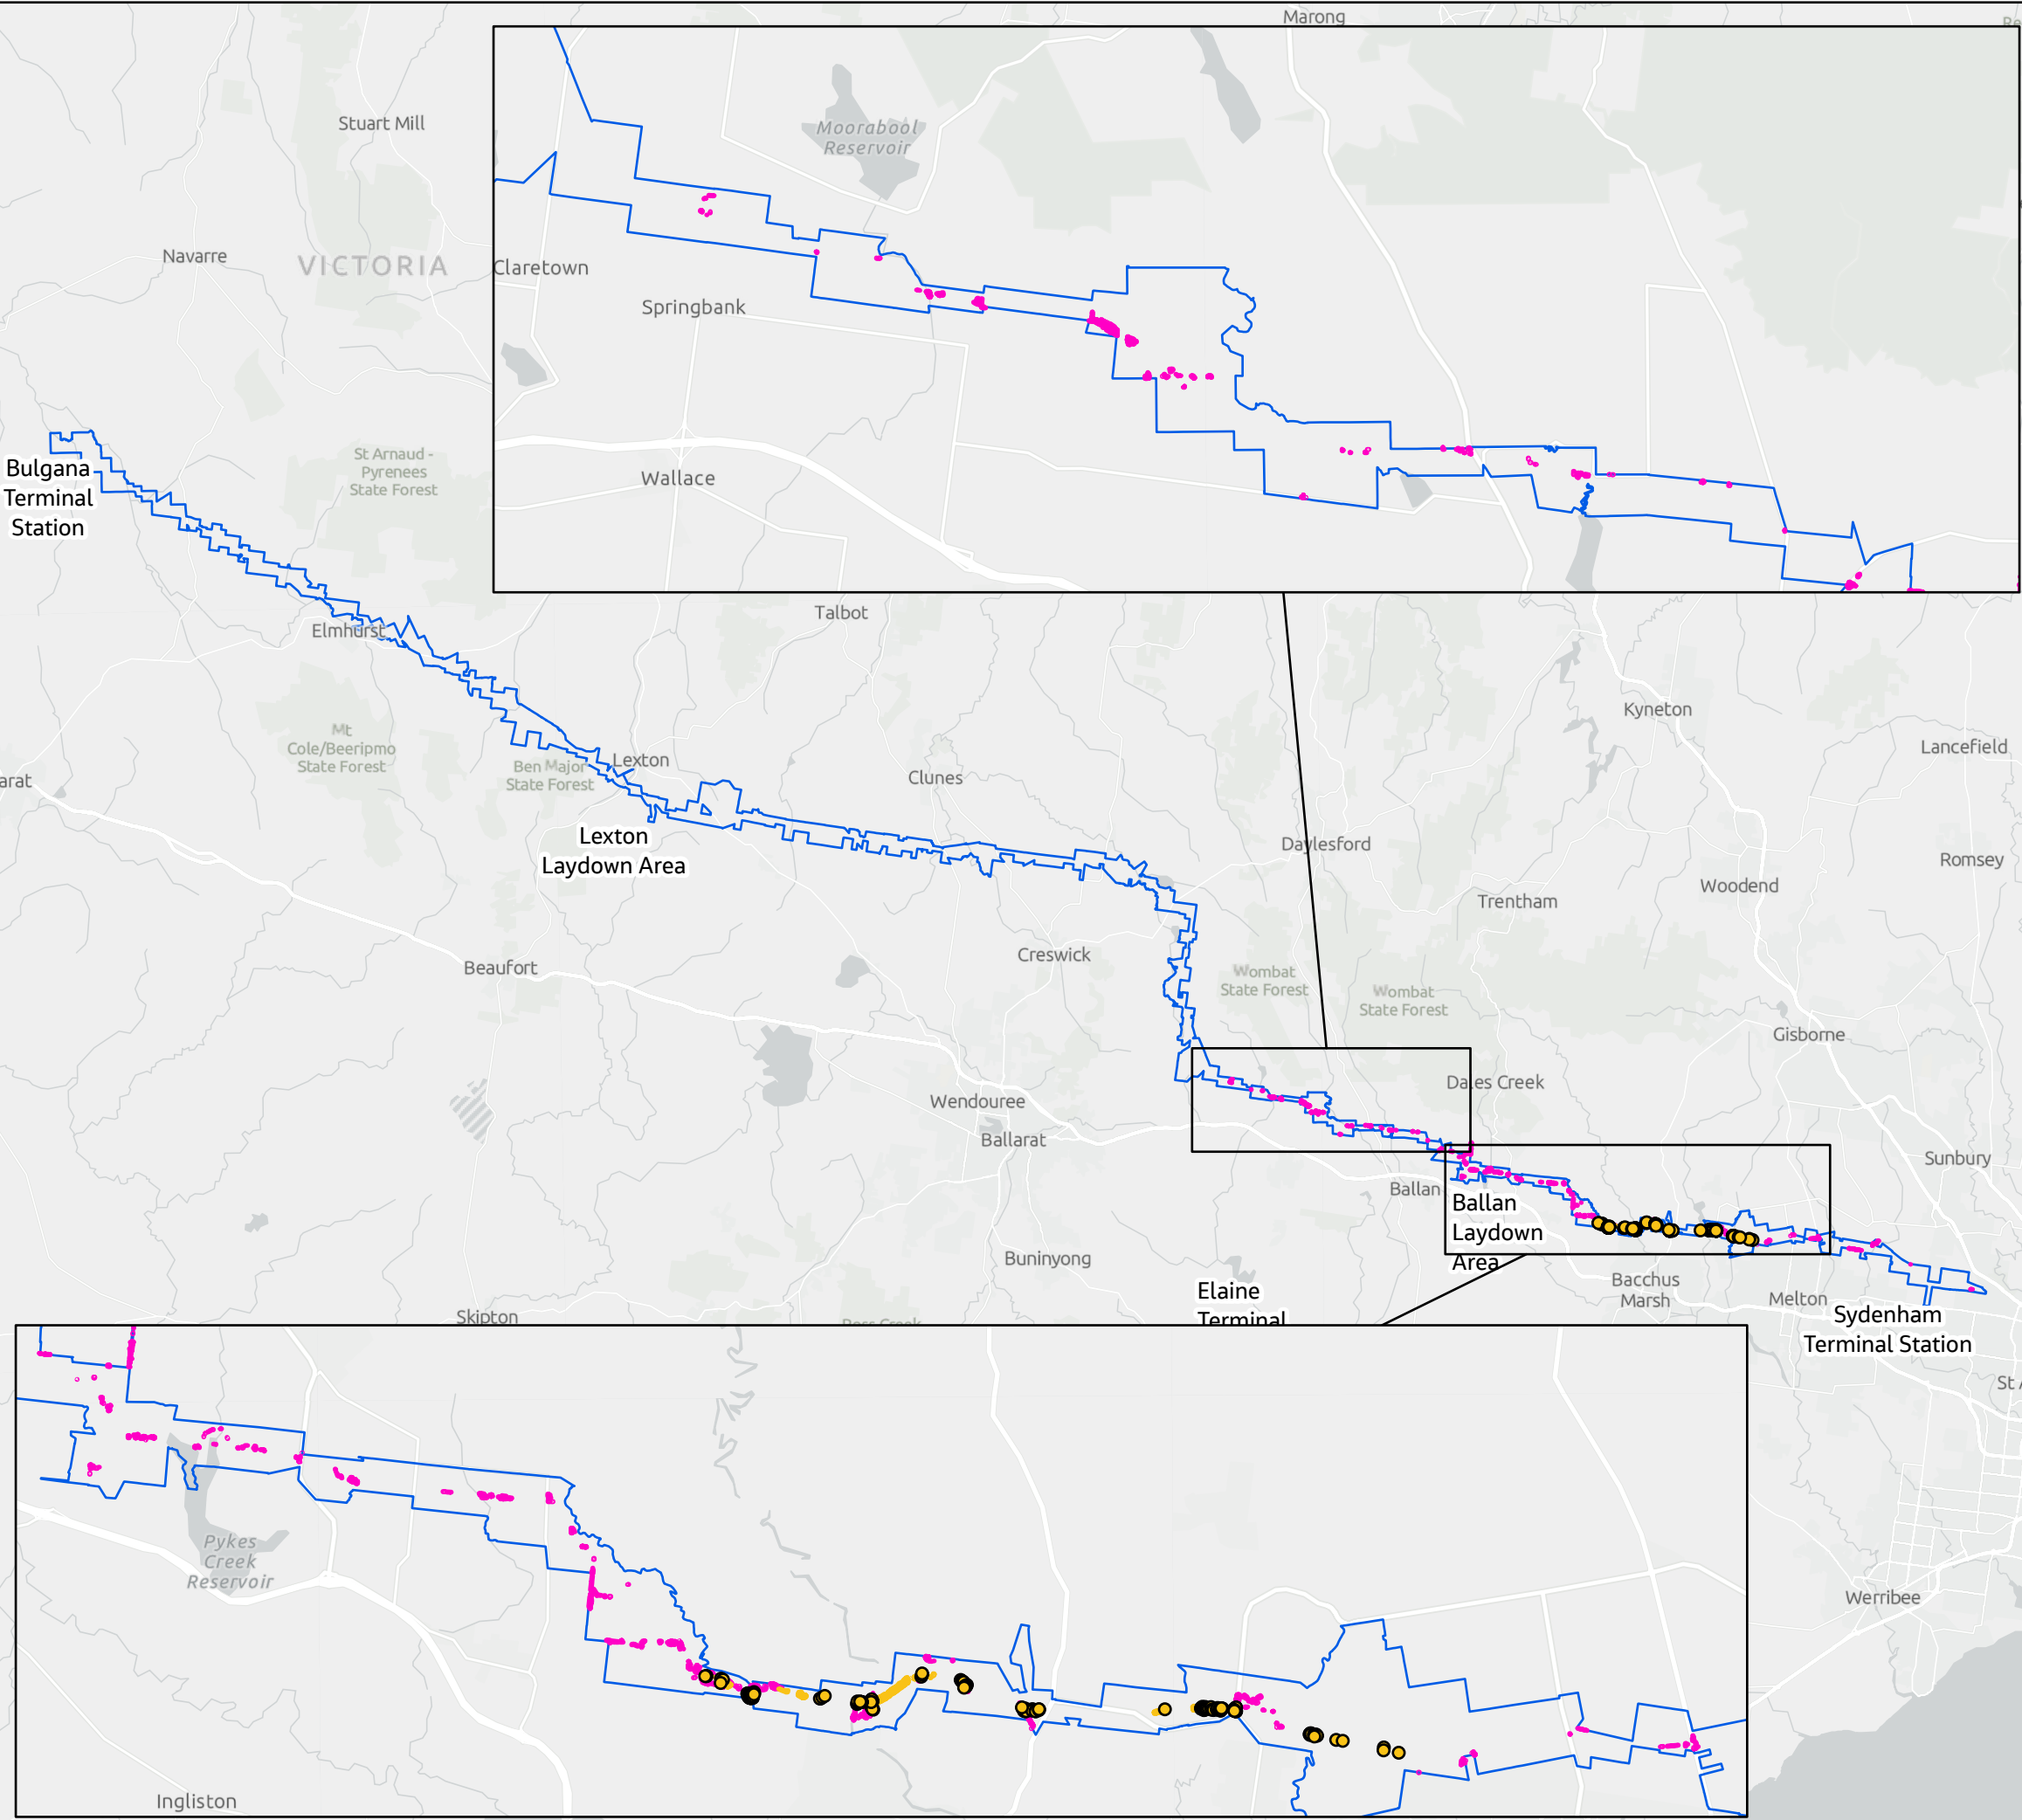 Marong
Moorabool
Reservoir
Stuart Mill
Navarre
VICTORIA
Claretown
Springbank
Wallace
St Arnaud -
Pyrenees
State Forest
Bulgana
Terminal
Station
Elmhurst
Talbot
Mt
Cole/Beeripmo
State Forest
Ben Major
State Forest
Lexton
Lexton
Laydown Area
Clunes
Kyneton
Lancefield
arat
Daylesford
Romsey
Woodend
Trentham
Beaufort
Creswick
Wombat
State Forest
Wombat
State Forest
Gisborne
Dales Creek
Wendouree
Ballarat
Sunbury
Ballan
Ballan
Laydown
Area
Buninyong
Bacchus
Marsh
Melton
Elaine
Terminal
Skipton
Sydenham
Terminal Station
St
Pykes
Creek
Reservoir
Werribee
Ingliston